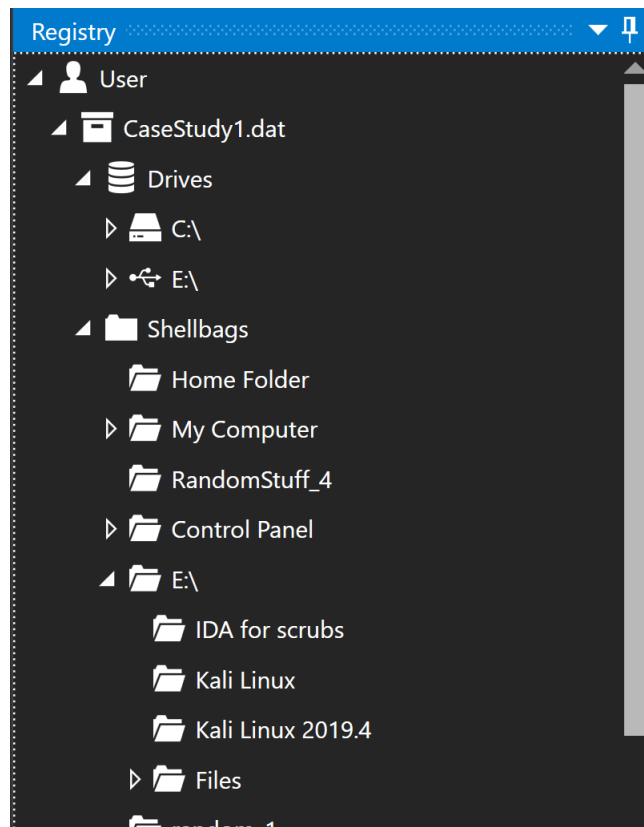 Registry
User
CaseStudy1.dat
Drives
C:\
E:\
Shellbags
Home Folder
My Computer
RandomStuff_4
Control Panel
E:\
IDA for scrubs
Kali Linux
Kali Linux 2019.4
Files